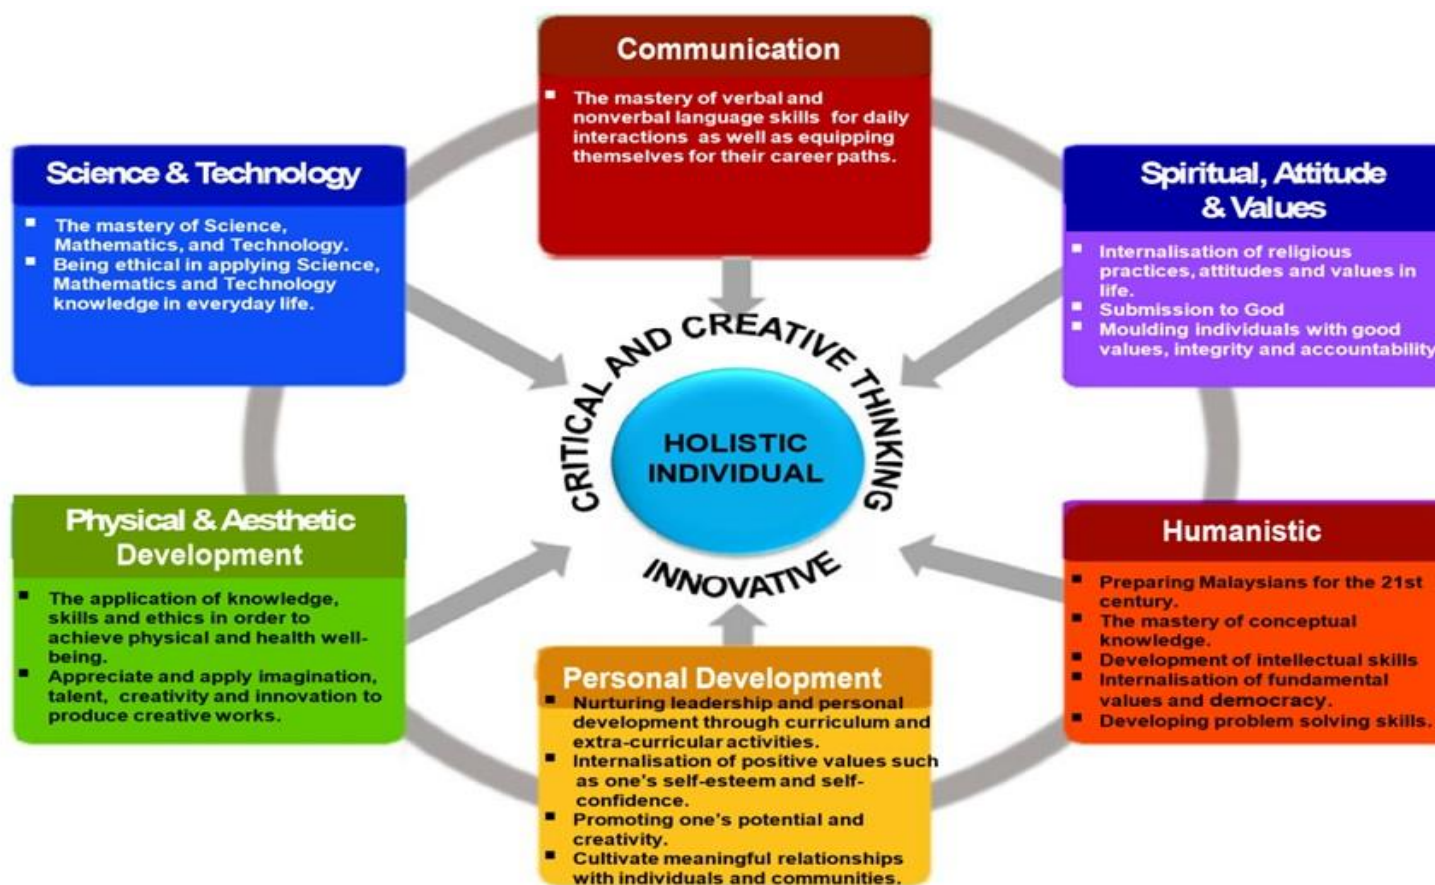 Communication
▪ The mastery of verbal and
nonverbal language skills for daily
interactions as well as equipping
themselves for their career paths.
Science & Technology
▪ The mastery of Science,
Mathematics, and Technology.
▪ Being ethical in applying Science,
Mathematics and Technology
knowledge in everyday life.
Spiritual, Attitude
& Values
▪ Internalisation of religious
practices, attitudes and values in
life.
▪ Submission to God
▪ Moulding individuals with good
values, integrity and accountability
CRITICAL AND CREATIVE THINKING
HOLISTIC
INDIVIDUAL
INNOVATIVE
Physical & Aesthetic
Development
▪ The application of knowledge,
skills and ethics in order to
achieve physical and health well-
being.
▪ Appreciate and apply imagination,
talent, creativity and innovation to
produce creative works.
Humanistic
▪ Preparing Malaysians for the 21st
century.
▪ The mastery of conceptual
knowledge.
▪ Development of intellectual skills
▪ Internalisation of fundamental
values and democracy.
▪ Developing problem solving skills.
Personal Development
▪ Nurturing leadership and personal
development through curriculum and
extra-curricular activities.
▪ Internalisation of positive values such
as one's self-esteem and self-
confidence.
▪ Promoting one's potential and
creativity.
▪ Cultivate meaningful relationships
with individuals and communities.